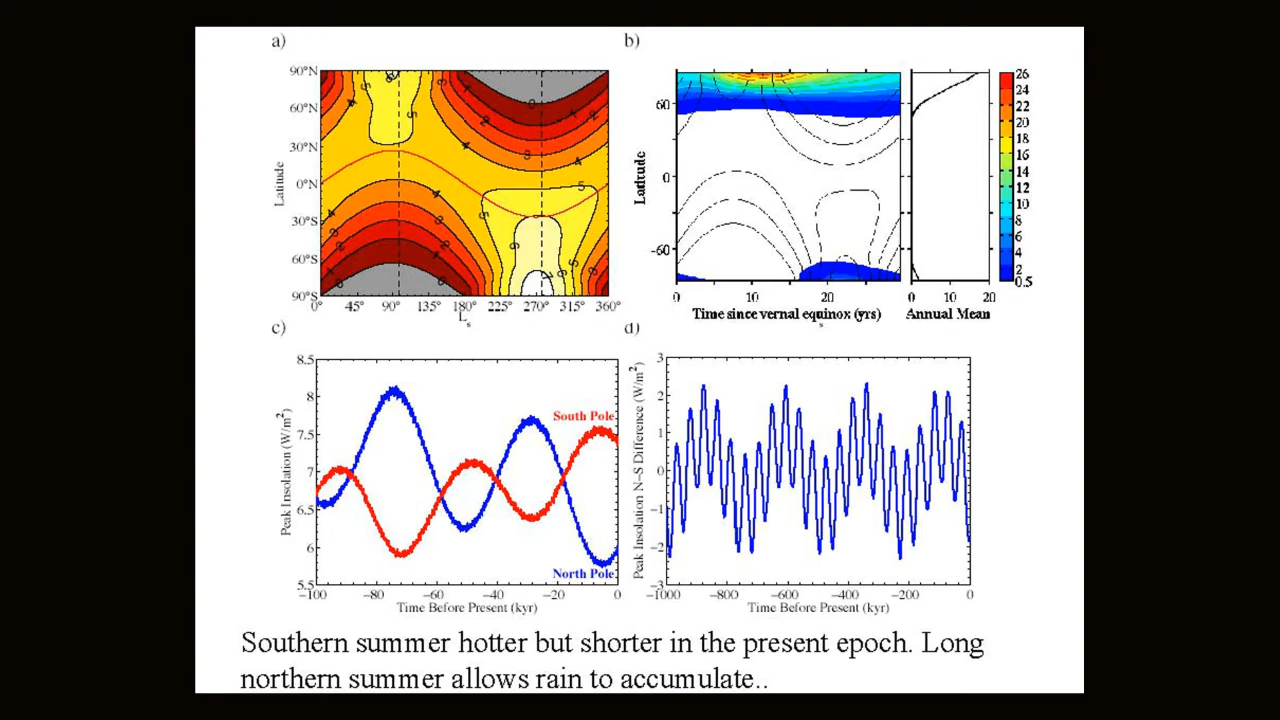 a)
b)
90°N
60°N
30°N
0°N
30°S
60°S
90°S
Latitude
0° 45° 90° 135° 180° 225° 270° 315° 360°
L s
60
0
-60
Latitude
0 10 20
Time since vernal equinox (yrs)
s
0 10 20
Annual Mean
26
24
22
20
18
16
14
12
10
8
6
4
2
0.5
c)
d)
8.5
8
7.5
7
6.5
6
5.5
Peak Insolation (W/m²)
South Pole
North Pole
−100 −80 −60 −40 −20 0
Time Before Present (kyr)
3
2
1
0
−1
−2
−3
Peak Insolation N–S Difference (W/m²)
−1000 −800 −600 −400 −200 0
Time Before Present (kyr)
Southern summer hotter but shorter in the present epoch. Long
northern summer allows rain to accumulate..